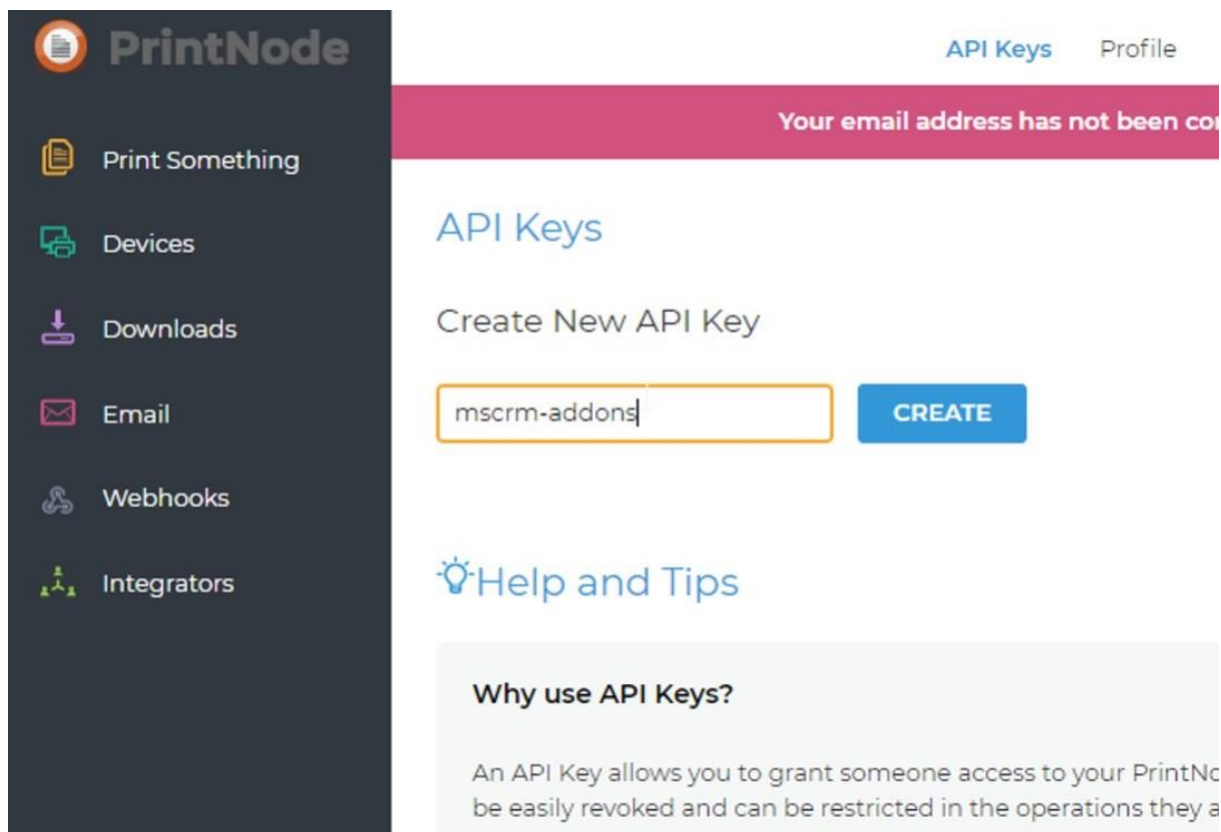 PrintNode
API Keys Profile
Your email address has not been
Print Something
Devices
Downloads
Email
Webhooks
Integrators
API Keys
Create New API Key
mscrm-addons
CREATE
Help and Tips
Why use API Keys?
An API Key allows you to grant someone access to your
be easily revoked and can be restricted in the operations they